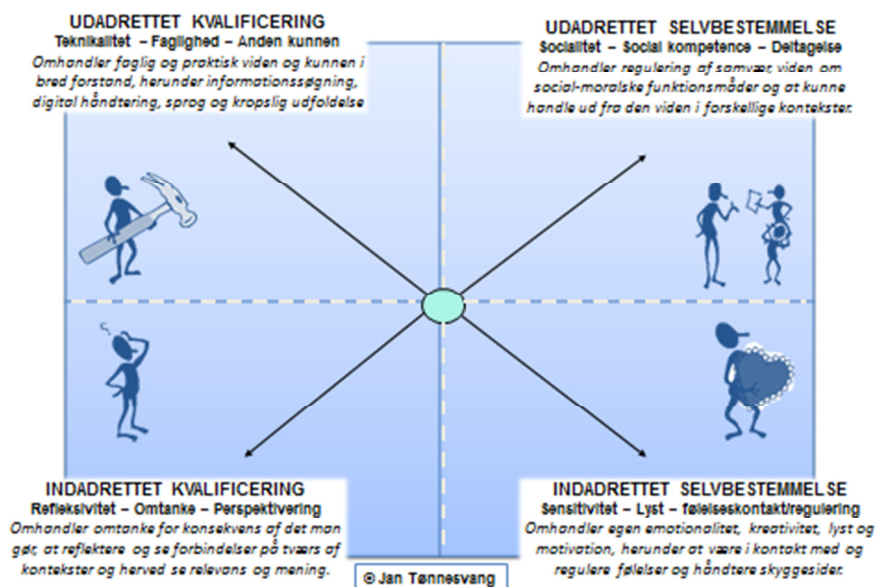 UDADRETTET KVALIFICERING
Teknikalitet – Faglighed – Anden kunnen
Omhandler faglig og praktisk viden og kunnen i
bred forstand, herunder informationssøgning,
digital håndtering, sprog og kropslig udfoldelse
UDADRETTET SELVBESTEMMELSE
Socialitet – Social kompetence – Deltagelse
Omhandler regulering af samvær, viden om
social-moralske funktionsmåder og at kunne
handle ud fra den viden i forskellige kontekster.
INDADRETTET KVALIFICERING
Refleksivitet – Omtanke – Perspektivering
Omhandler omtanke for konsekvens af det man
gør, at reflektere og se forbindelser på tværs af
kontekster og herved se relevans og mening.
INDADRETTET SELVBESTEMMELSE
Sensitivitet – Lyst – følelseskontakt/regulering
Omhandler egen emotionalitet, kreativitet, lyst og
motivation, herunder at være i kontakt med og
regulere følelser og håndtere skyggesider.
© Jan Tønnesvang